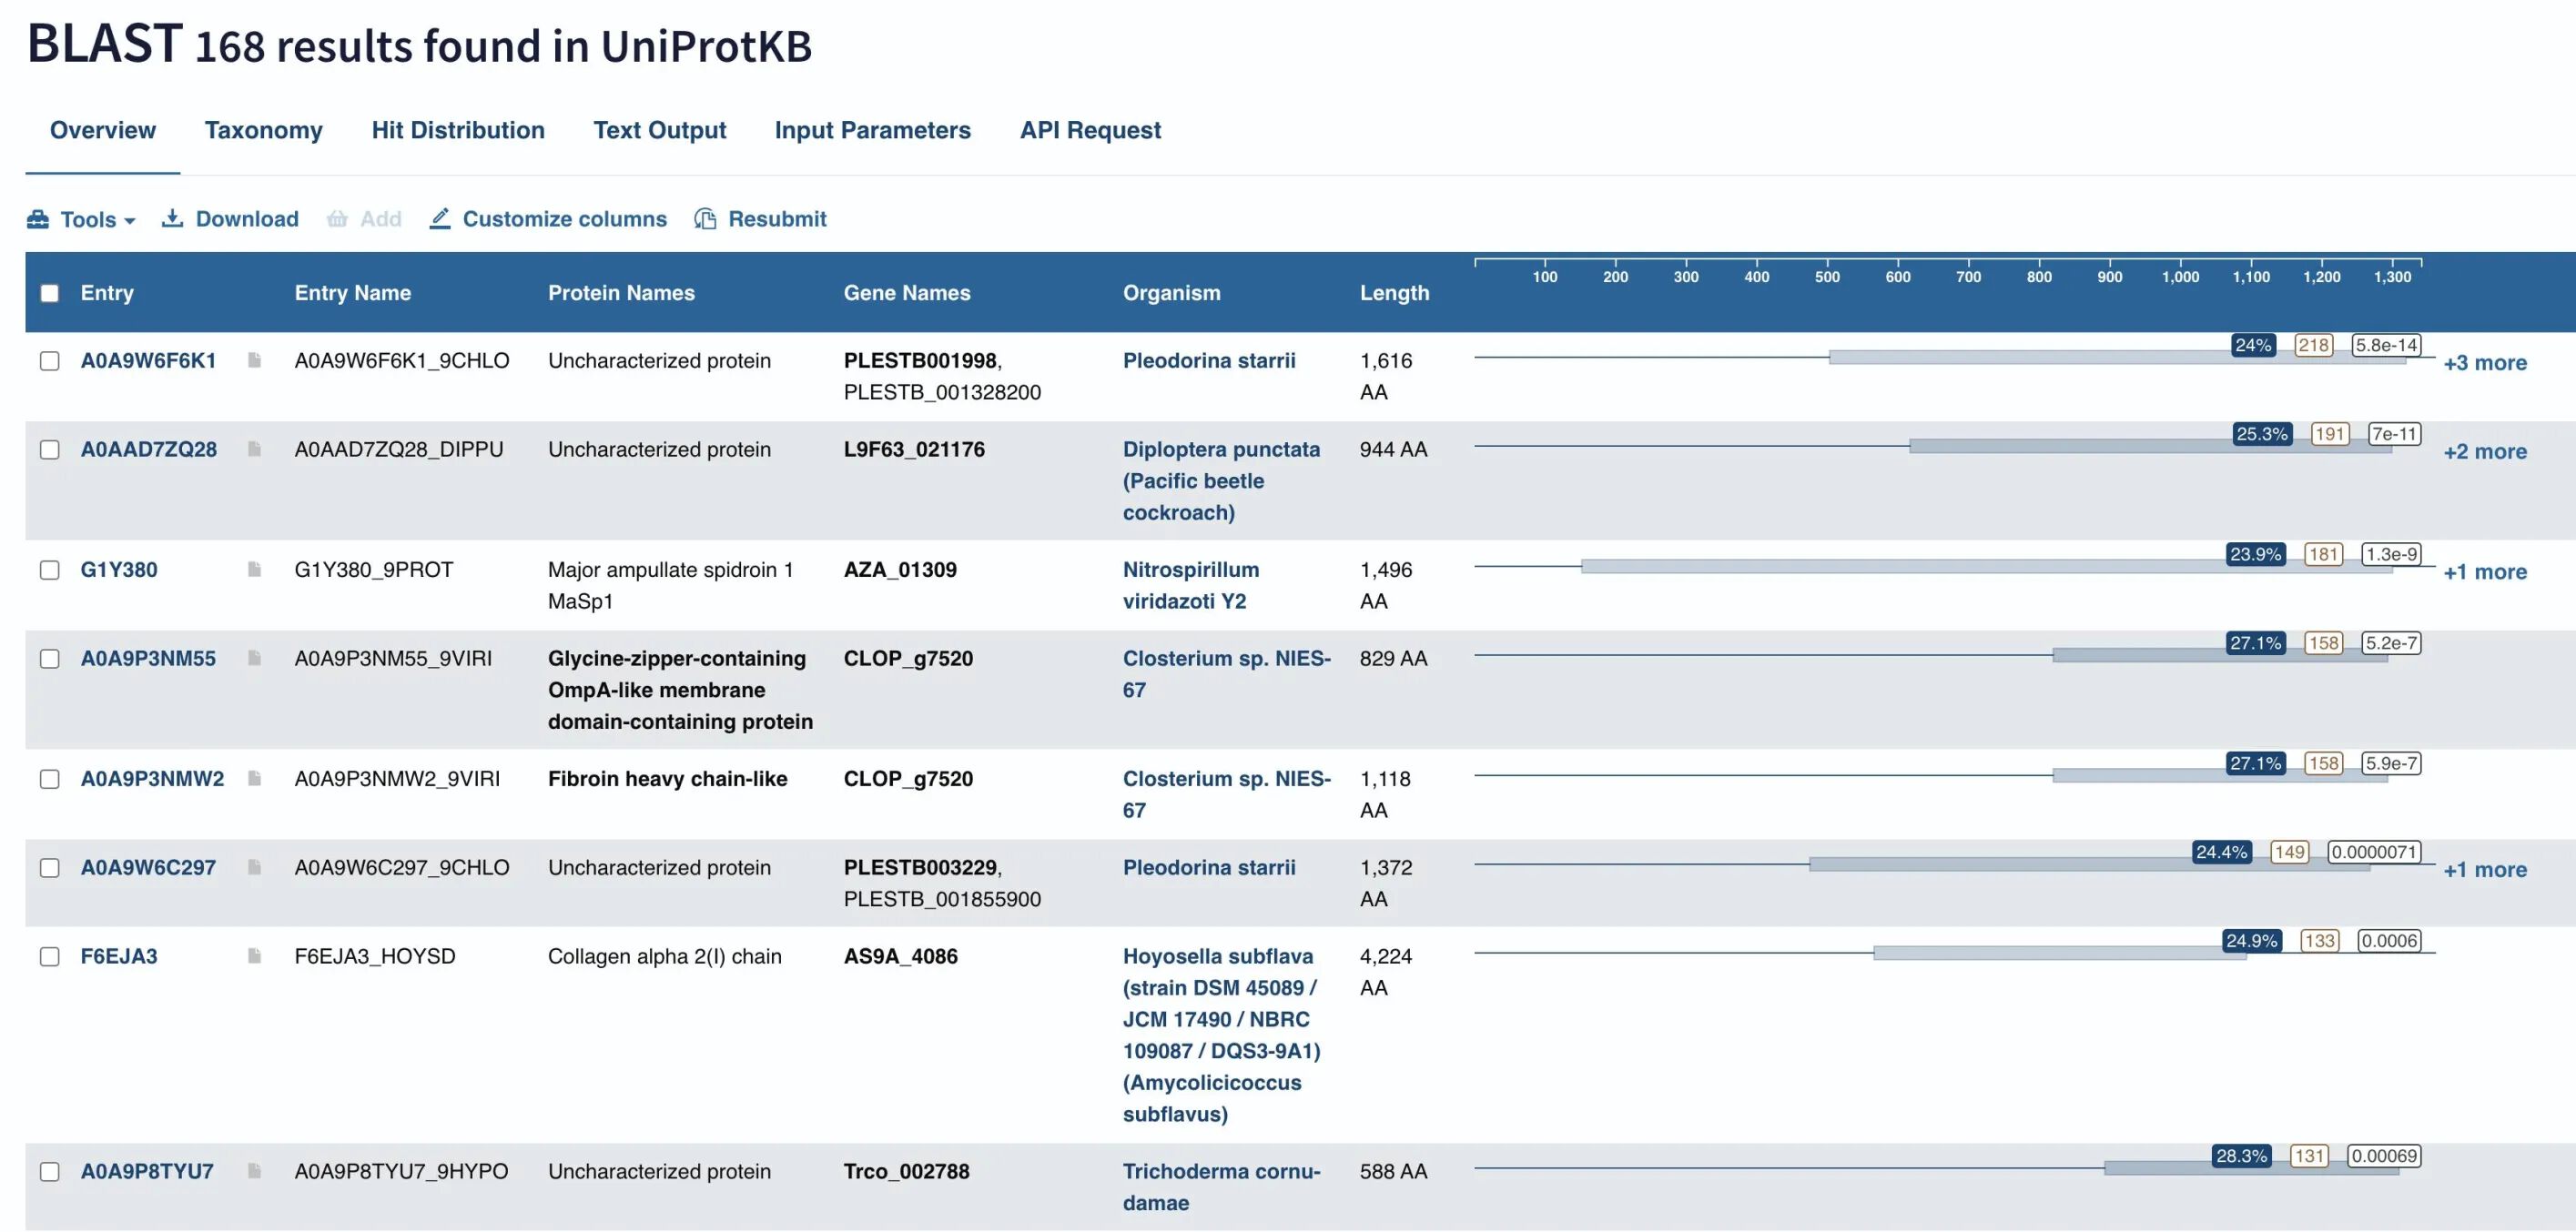 BLAST 168 results found in UniProtKB
Overview Taxonomy Hit Distribution Text Output Input Parameters API Request
Tools Download Add Customize columns Resubmit
Entry Entry Name Protein Names Gene Names Organism Length 100 200 300 400 500 600 700 800 900 1,000 1,100 1,200 1,300
A0A9W6F6K1 A0A9W6F6K1_9CHLO Uncharacterized protein PLESTB001998, Pleodorina starrii 1,616 24% 218 5.8e-14 +3 more
PLESTB_001328200 AA
A0AAD7ZQ28 A0AAD7ZQ28_DIPPU Uncharacterized protein L9F63_021176 Diploptera punctata 944 AA 25.3% 191 7e-11 +2 more
(Pacific beetle
cockroach)
G1Y380 G1Y380_9PROT Major ampullate spidroin 1 AZA_01309 Nitrospirillum 1,496 23.9% 181 1.3e-9 +1 more
MaSp1 viridazoti Y2 AA
A0A9P3NM55 A0A9P3NM55_9VIRI Glycine-zipper-containing CLOP_g7520 Closterium sp. NIES- 829 AA 27.1% 158 5.2e-7
OmpA-like membrane 67
domain-containing protein
A0A9P3NMW2 A0A9P3NMW2_9VIRI Fibroin heavy chain-like CLOP_g7520 Closterium sp. NIES- 1,118 27.1% 158 5.9e-7
67 AA
A0A9W6C297 A0A9W6C297_9CHLO Uncharacterized protein PLESTB003229, Pleodorina starrii 1,372 24.4% 149 0.0000071 +1 more
PLESTB_001855900 AA
F6EJA3 F6EJA3_HOYSD Collagen alpha 2(I) chain AS9A_4086 Hoyosella subflava 4,224 24.9% 133 0.0006
(strain DSM 45089 / AA
JCM 17490 / NBRC
109087 / DQS3-9A1)
(Amycolicicoccus
subflavus)
A0A9P8TYU7 A0A9P8TYU7_9HYPO Uncharacterized protein Trco_002788 Trichoderma cornu- 588 AA 28.3% 131 0.00069
damae